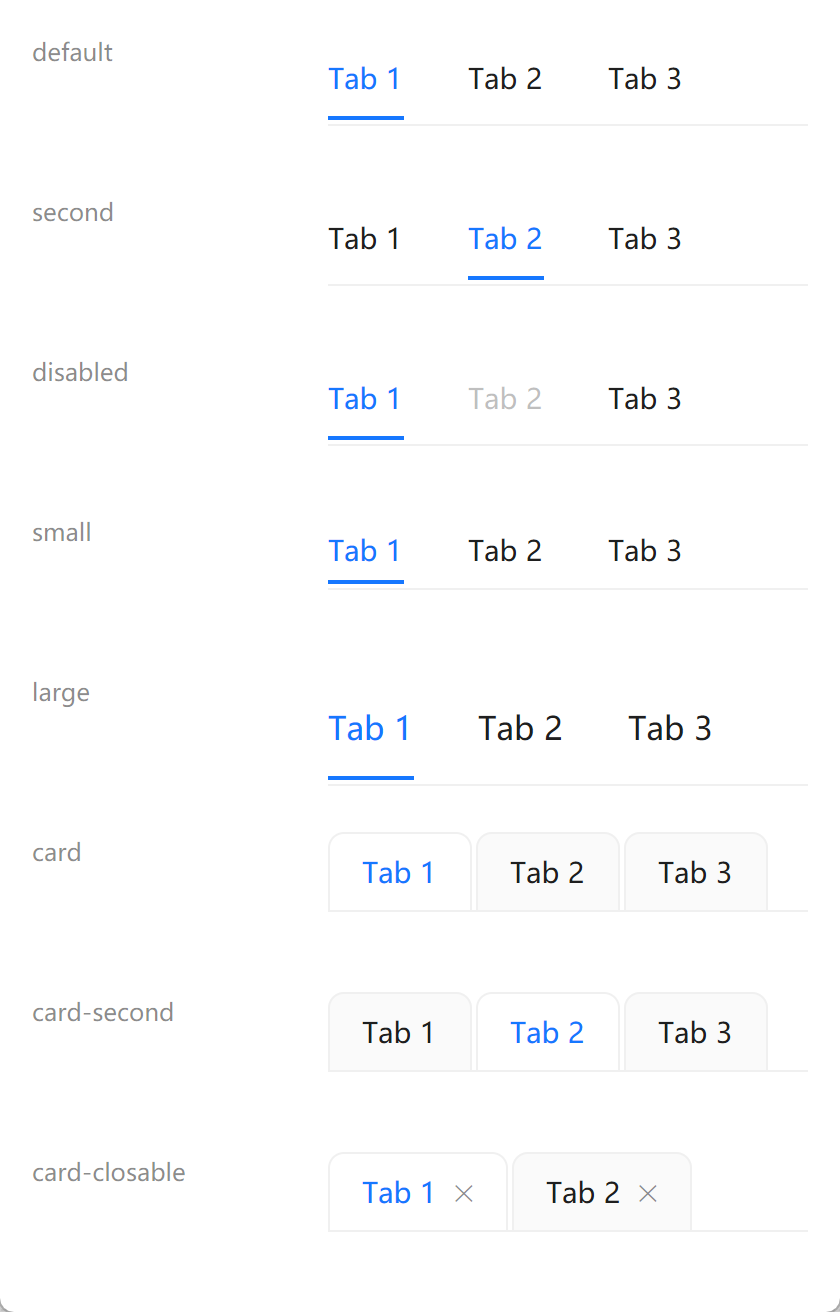 default
Tab 1 Tab 2 Tab 3
second
Tab 1 Tab 2 Tab 3
disabled
Tab 1 Tab 2 Tab 3
small
Tab 1 Tab 2 Tab 3
large
Tab 1 Tab 2 Tab 3
card
Tab 1 Tab 2 Tab 3
card-second
Tab 1 Tab 2 Tab 3
card-closable
Tab 1 Tab 2